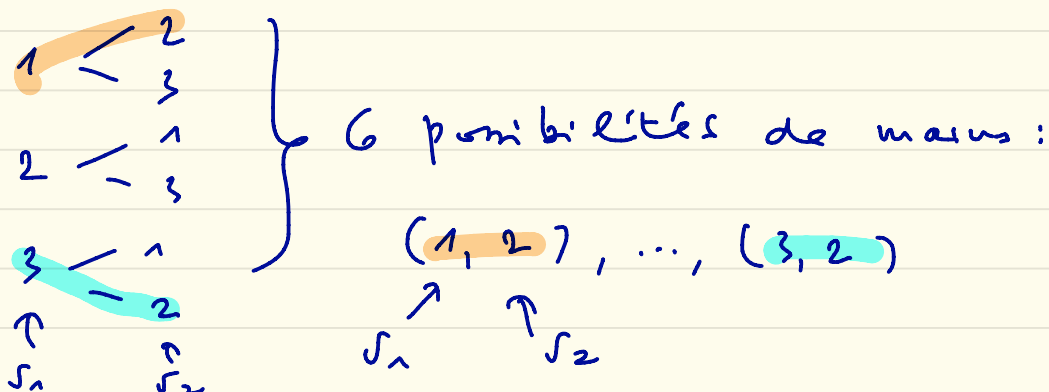 1 2
3
2 1
3
} 6 possibilités de mains :
3 1
2
(1, 2), ..., (3, 2)
↑ ↑ ↗ ↖
s₁ s₂ s₁ s₂